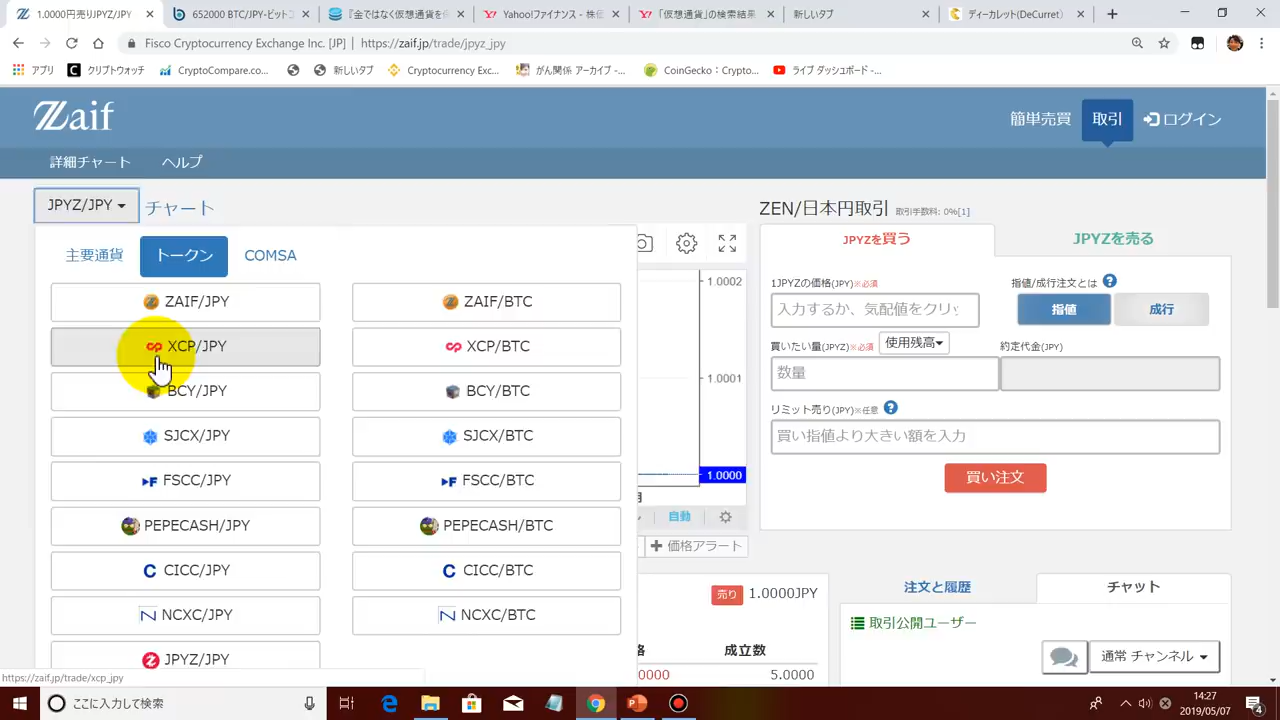 1.0000円売り)JPYZ/JPY
652000 BTC/JPY-ビットコ
『金ではなく仮想通貨を
Yahoo!ファイナンス - 株価
「仮想通貨」の検索結果
新しいタブ
ディーカレット(DeCurret)
Fisco Cryptocurrency Exchange Inc. [JP] | https://zaif.jp/trade/jpyz_jpy
アプリ クリプトウォッチ CryptoCompare.co... 新しいタブ Cryptocurrency Exc... がん関係 アーカイブ -... CoinGecko：Crypto... ライブ ダッシュボード -...
Zaif
簡単売買 取引 ログイン
詳細チャート ヘルプ
JPYZ/JPY チャート
主要通貨 トークン COMSA
ZAIF/JPY ZAIF/BTC
XCP/JPY XCP/BTC
BCY/JPY BCY/BTC
SJCX/JPY SJCX/BTC
FSCC/JPY FSCC/BTC
PEPECASH/JPY PEPECASH/BTC
CICC/JPY CICC/BTC
NCXC/JPY NCXC/BTC
JPYZ/JPY
1.0002
1.0001
1.0000
自動
価格アラート
売り 1.0000JPY
格 成立数
0000 5.0000
ZEN/日本円取引 取引手数料: 0%[1]
JPYZを買う JPYZを売る
1JPYZの価格(JPY)※必須 指値/成行注文とは
入力するか、気配値をクリッ 指値 成行
買いたい量(JPYZ)※必須 使用残高 約定代金(JPY)
数量
リミット売り(JPY)※任意
買い指値より大きい額を入力
買い注文
注文と履歴 チャット
取引公開ユーザー
通常 チャンネル
https://zaif.jp/trade/xcp_jpy
ここに入力して検索
14:27
2019/05/07
4